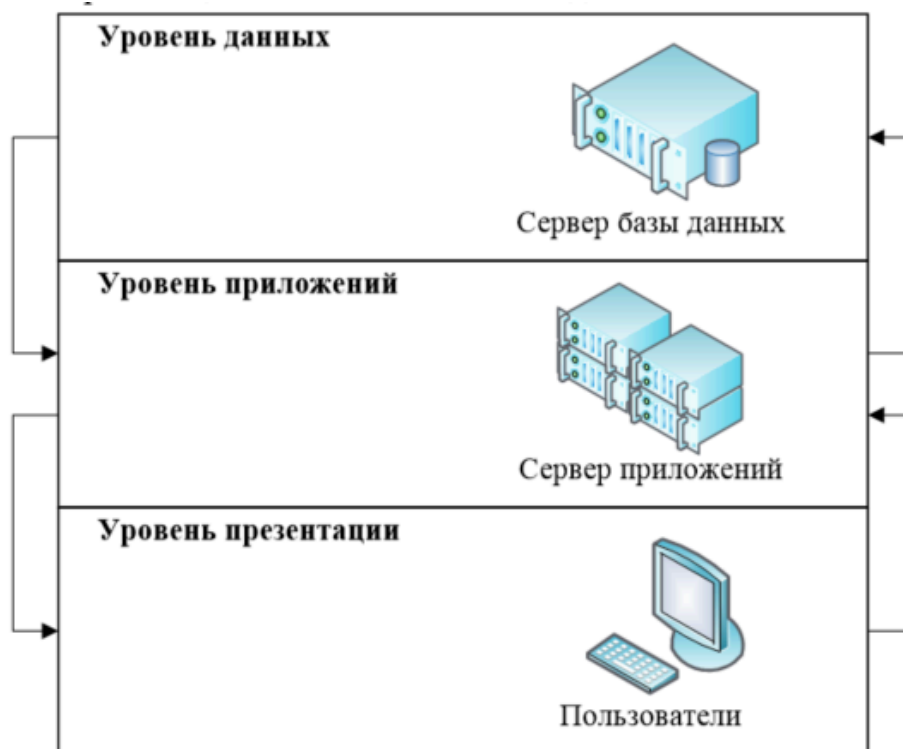 Уровень данных
Сервер базы данных
Уровень приложений
Сервер приложений
Уровень презентации
Пользователи